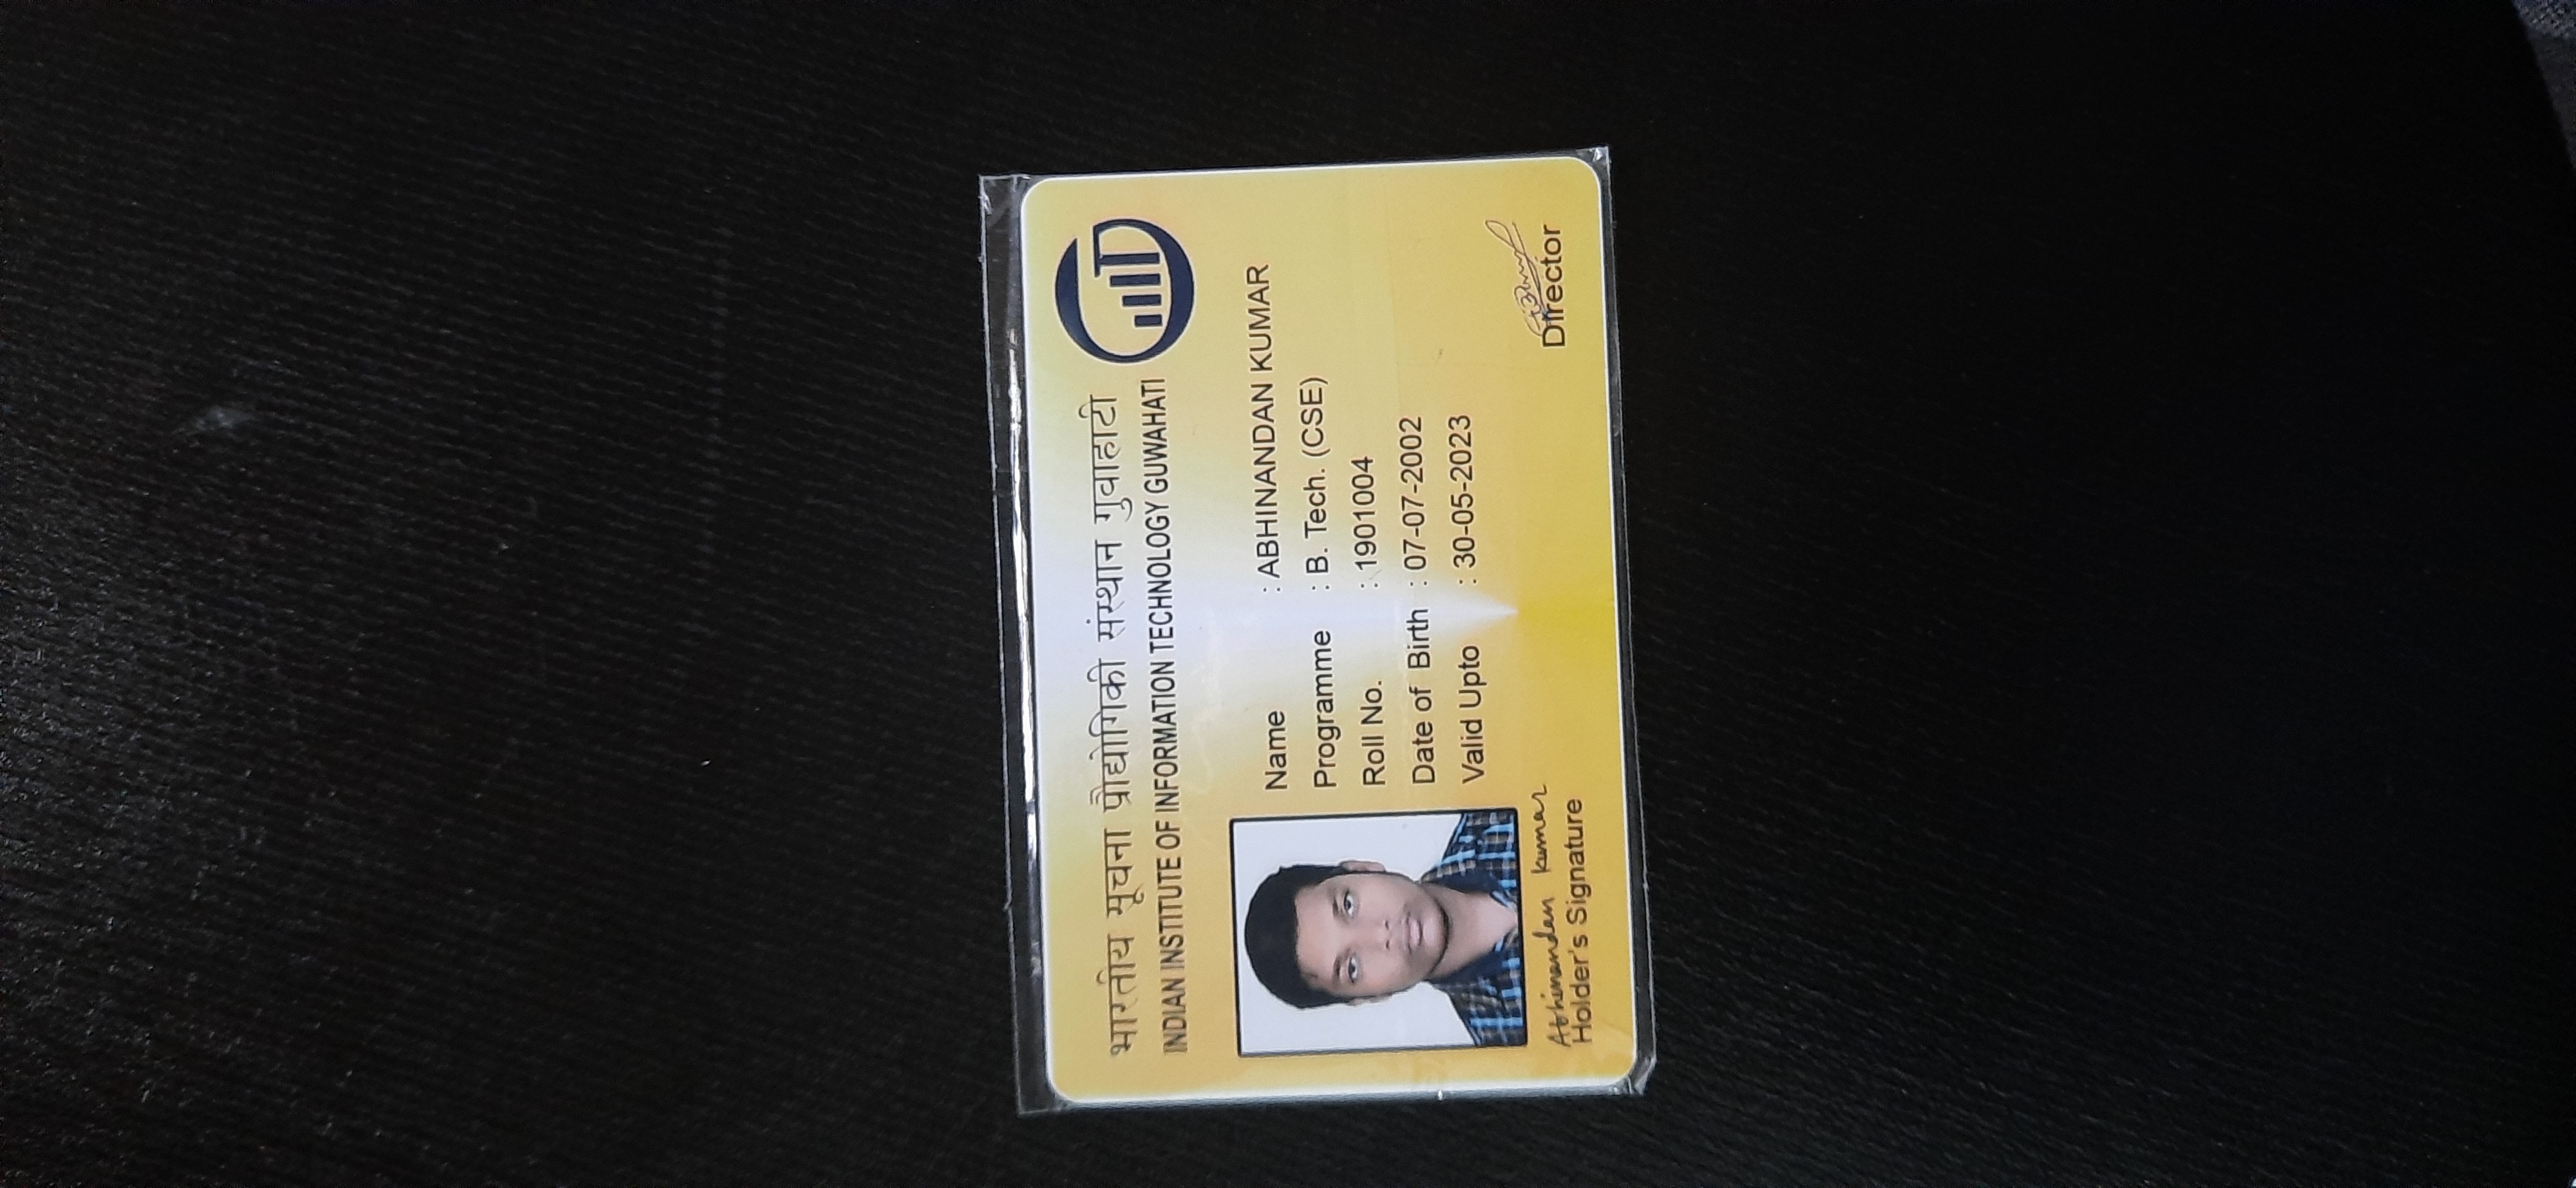 भारतीय सूचना प्रौद्योगिकी संस्थान गुवाहाटी
INDIAN INSTITUTE OF INFORMATION TECHNOLOGY GUWAHATI
Name : ABHINANDAN KUMAR
Programme : B. Tech. (CSE)
Roll No. : 1901004
Date of Birth : 07-07-2002
Valid Upto : 30-05-2023
Abhinandan Kumar
Holder's Signature
Director